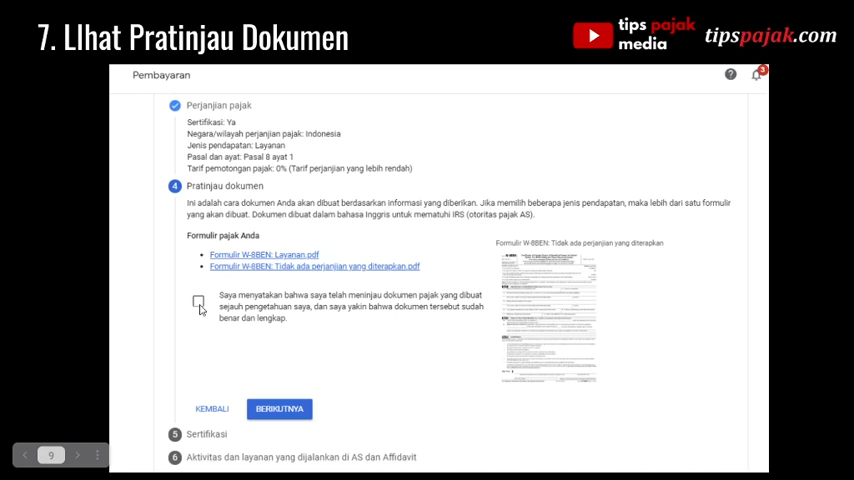 7. LIhat Pratinjau Dokumen
tips pajak
media
tipspajak.com
Pembayaran
3
Perjanjian pajak
Sertifikasi: Ya
Negara/wilayah perjanjian pajak: Indonesia
Jenis pendapatan: Layanan
Pasal dan ayat: Pasal 8 ayat 1
Tarif pemotongan pajak: 0% (Tarif perjanjian yang lebih rendah)
4 Pratinjau dokumen
Ini adalah cara dokumen Anda akan dibuat berdasarkan informasi yang diberikan. Jika memilih beberapa jenis pendapatan, maka lebih dari satu formulir
yang akan dibuat. Dokumen dibuat dalam bahasa Inggris untuk mematuhi IRS (otoritas pajak AS).
Formulir pajak Anda
Formulir W-8BEN: Layanan.pdf
Formulir W-8BEN: Tidak ada perjanjian yang diterapkan.pdf
Formulir W-8BEN: Tidak ada perjanjian yang diterapkan
Saya menyatakan bahwa saya telah meninjau dokumen pajak yang dibuat
sejauh pengetahuan saya, dan saya yakin bahwa dokumen tersebut sudah
benar dan lengkap.
KEMBALI
BERIKUTNYA
5 Sertifikasi
6 Aktivitas dan layanan yang dijalankan di AS dan Affidavit
9